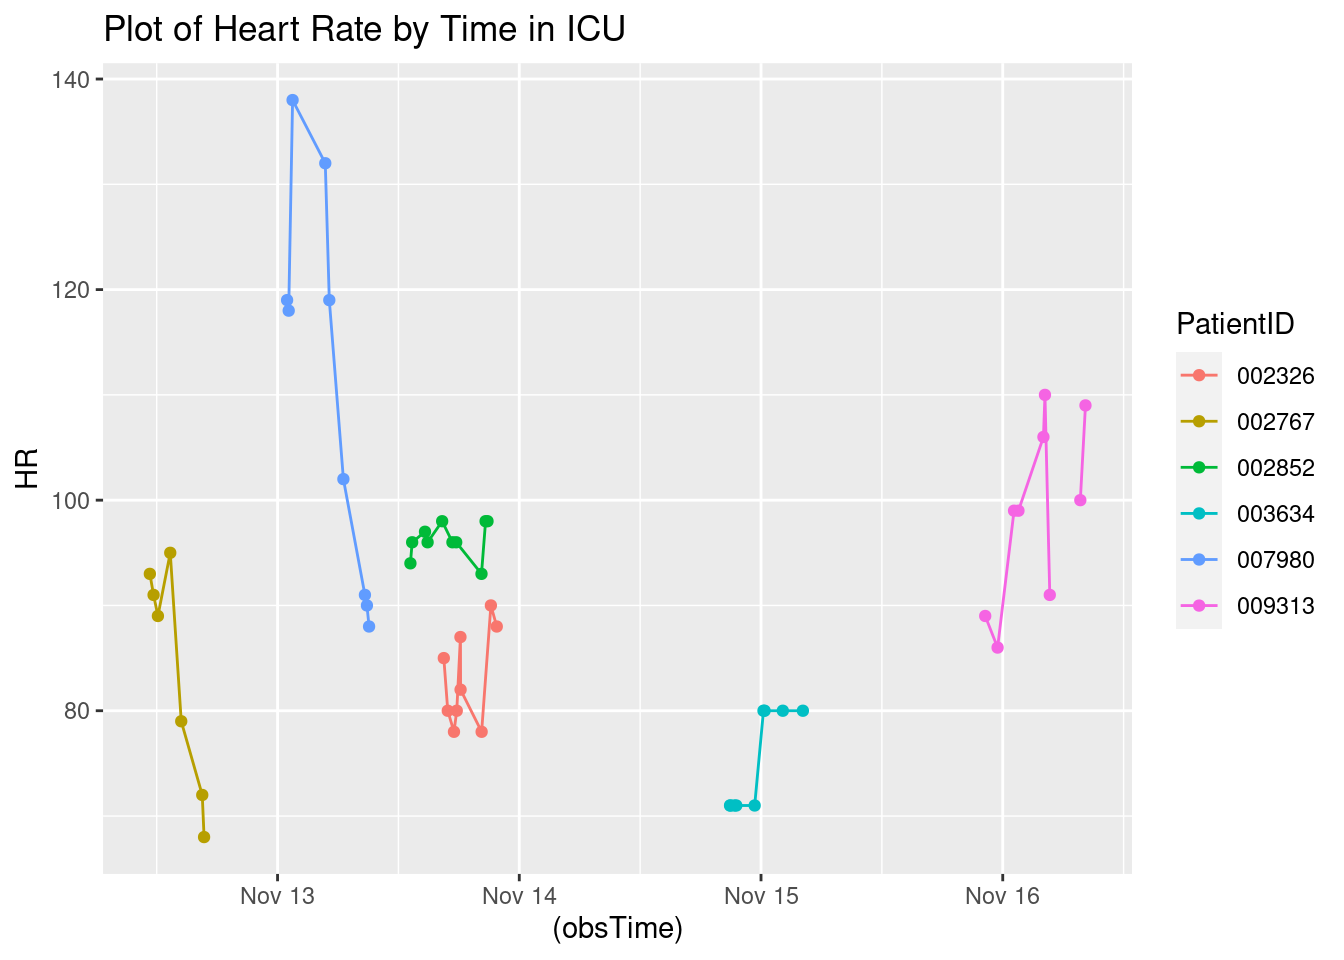 Plot of Heart Rate by Time in ICU
140
120
100
80
HR
Nov 13
Nov 14
Nov 15
Nov 16
(obsTime)
PatientID
002326
002767
002852
003634
007980
009313